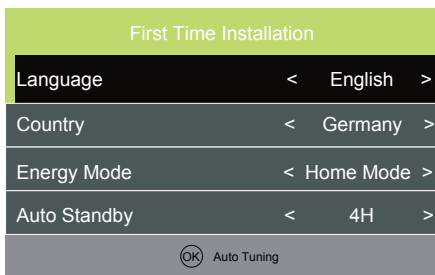 First Time Installation
Language < English >
Country < Germany >
Energy Mode < Home Mode >
Auto Standby < 4H >
OK Auto Tuning